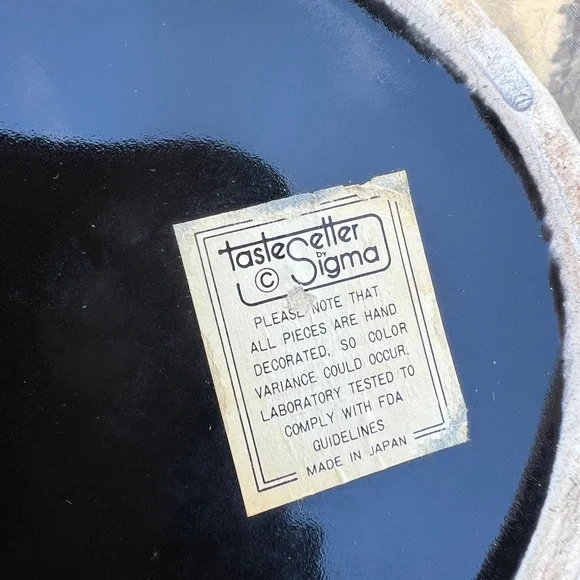 tasteSetter
© BY Sigma
PLEASE NOTE THAT
ALL PIECES ARE HAND
DECORATED, SO COLOR
VARIANCE COULD OCCUR.
LABORATORY TESTED TO
COMPLY WITH FDA
GUIDELINES
MADE IN JAPAN